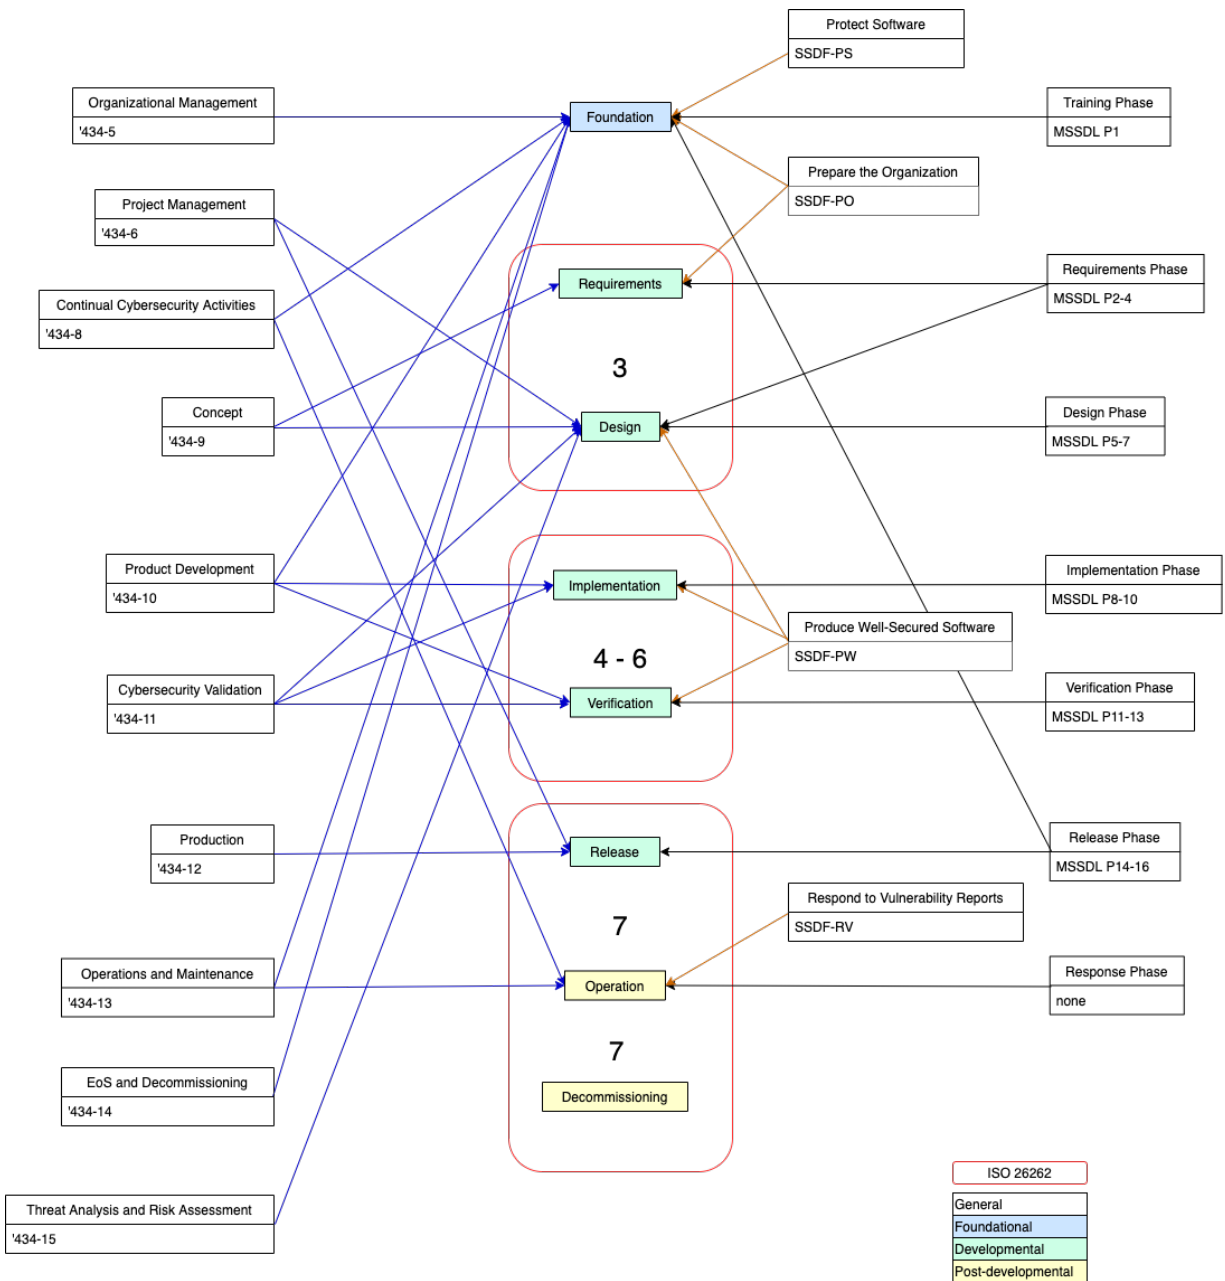 Protect Software
SSDF-PS
Organizational Management
'434-5
Foundation
Training Phase
MSSDL P1
Prepare the Organization
SSDF-PO
Project Management
'434-6
Requirements
Requirements Phase
MSSDL P2-4
Continual Cybersecurity Activities
'434-8
3
Concept
'434-9
Design
Design Phase
MSSDL P5-7
Product Development
'434-10
Implementation
Implementation Phase
MSSDL P8-10
Produce Well-Secured Software
SSDF-PW
4 - 6
Cybersecurity Validation
'434-11
Verification
Verification Phase
MSSDL P11-13
Production
'434-12
Release
Release Phase
MSSDL P14-16
Respond to Vulnerability Reports
SSDF-RV
7
Operations and Maintenance
'434-13
Operation
Response Phase
none
7
EoS and Decommissioning
'434-14
Decommissioning
Threat Analysis and Risk Assessment
'434-15
ISO 26262
General
Foundational
Developmental
Post-developmental